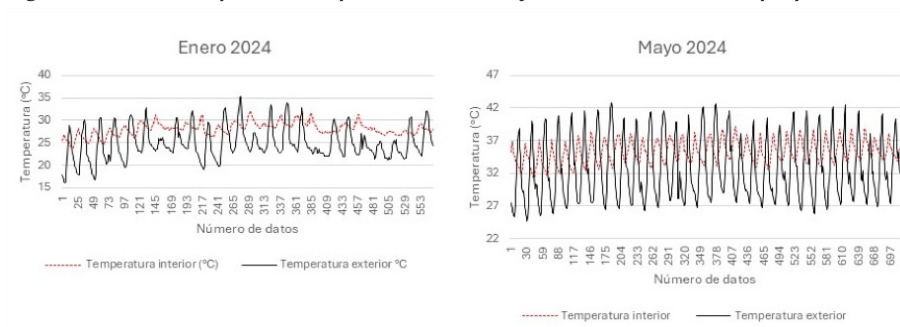 Enero 2024
40
35
30
25
20
15
Temperatura (ºC)
1 25 49 73 97 121 145 169 193 217 241 265 289 313 337 361 385 409 433 457 481 505 529 553
Número de datos
Temperatura interior (ºC) Temperatura exterior ºC
Mayo 2024
47
42
37
32
27
22
Temperatura (ºC)
1 30 59 88 117 146 175 204 233 262 291 320 349 378 407 436 465 494 523 552 581 610 639 668 697
Número de datos
Temperatura interior Temperatura exterior